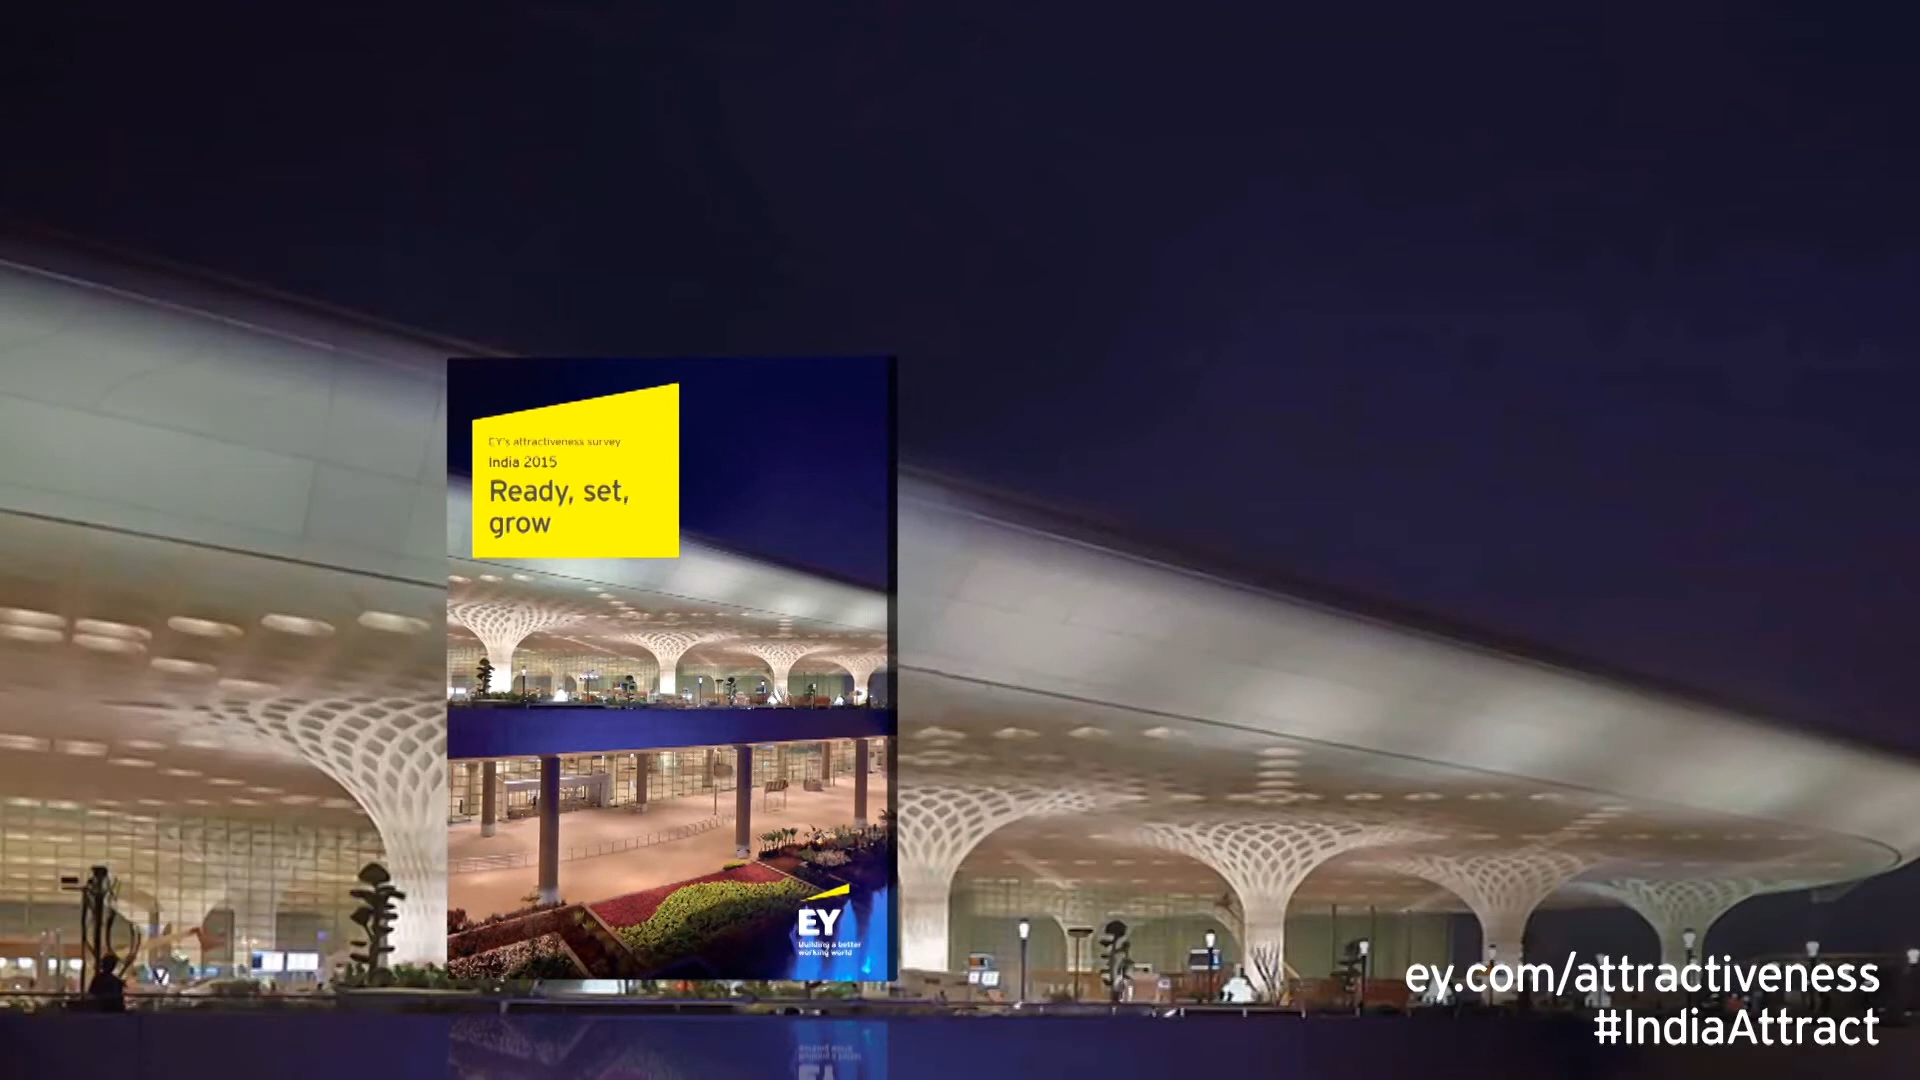 EY's attractiveness survey
India 2015
Ready, set,
grow
EY
Building a better
working world
ey.com/attractiveness
#IndiaAttract